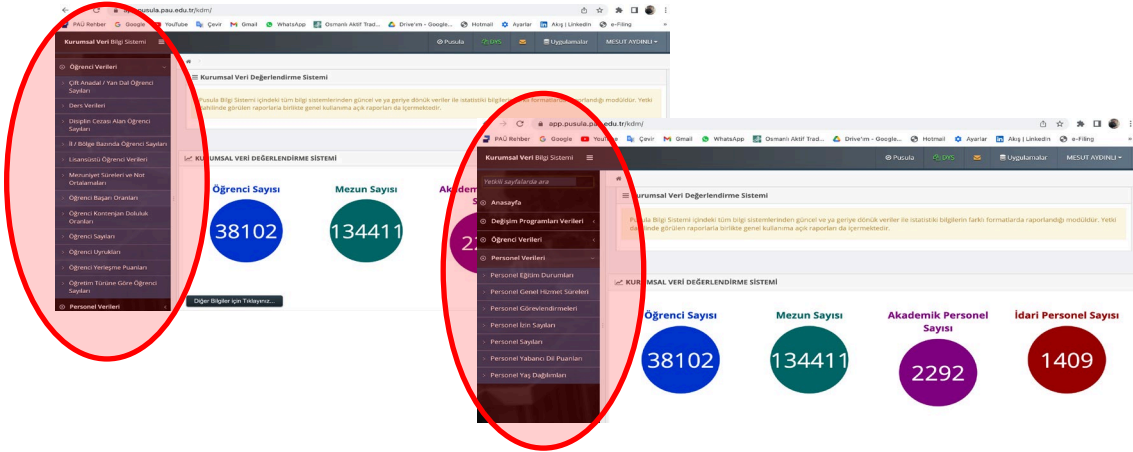 app.pusula.pau.edu.tr/kdm/
PAÜ Rehber Google YouTube Çevir Gmail WhatsApp Osmanlı Aktif Trad... Drive'ım - Google... Hotmail Ayarlar Akış | LinkedIn e-Filing »
Kurumsal Veri Bilgi Sistemi
Pusula DYS Uygulamalar MESUT AYDINLI
Öğrenci Verileri
Çift Anadal / Yan Dal Öğrenci
Sayıları
Ders Verileri
Disiplin Cezası Alan Öğrenci
Sayıları
İl / Bölge Bazında Öğrenci Sayıları
Lisansüstü Öğrenci Verileri
Mezuniyet Süreleri ve Not
Ortalamaları
Öğrenci Başarı Oranları
Öğrenci Kontenjan Doluluk
Oranları
Öğrenci Sayıları
Öğrenci Uyrukları
Öğrenci Yerleşme Puanları
Öğretim Türüne Göre Öğrenci
Sayıları
Personel Verileri
Kurumsal Veri Değerlendirme Sistemi
Pusula Bilgi Sistemi içindeki tüm bilgi sistemlerinden güncel ve ya geriye dönük veriler ile istatistiki bilgilerin
formatlarda raporlandığı modüldür. Yetki
dahilinde görülen raporlarla birlikte genel kullanıma açık raporları da içermektedir.
KURUMSAL VERİ DEĞERLENDİRME SİSTEMİ
Öğrenci Sayısı
38102
Mezun Sayısı
134411
Diğer Bilgiler için Tıklayınız...
app.pusula.pau.edu.tr/kdm/
PAÜ Rehber Google YouTube Çevir Gmail WhatsApp Osmanlı Aktif Trad... Drive'ım - Google... Hotmail Ayarlar Akış | LinkedIn e-Filing »
Kurumsal Veri Bilgi Sistemi
Pusula DYS Uygulamalar MESUT AYDINLI
Yetkili sayfalarda ara
Anasayfa
Değişim Programları Verileri
Öğrenci Verileri
Personel Verileri
Personel Eğitim Durumları
Personel Genel Hizmet Süreleri
Personel Görevlendirmeleri
Personel İzin Sayıları
Personel Sayıları
Personel Yabancı Dil Puanları
Personel Yaş Dağılımları
Kurumsal Veri Değerlendirme Sistemi
Pusula Bilgi Sistemi içindeki tüm bilgi sistemlerinden güncel ve ya geriye dönük veriler ile istatistiki bilgilerin farklı formatlarda raporlandığı modüldür. Yetki
dahilinde görülen raporlarla birlikte genel kullanıma açık raporları da içermektedir.
KURUMSAL VERİ DEĞERLENDİRME SİSTEMİ
Öğrenci Sayısı
38102
Mezun Sayısı
134411
Akademik Personel
Sayısı
2292
İdari Personel Sayısı
1409